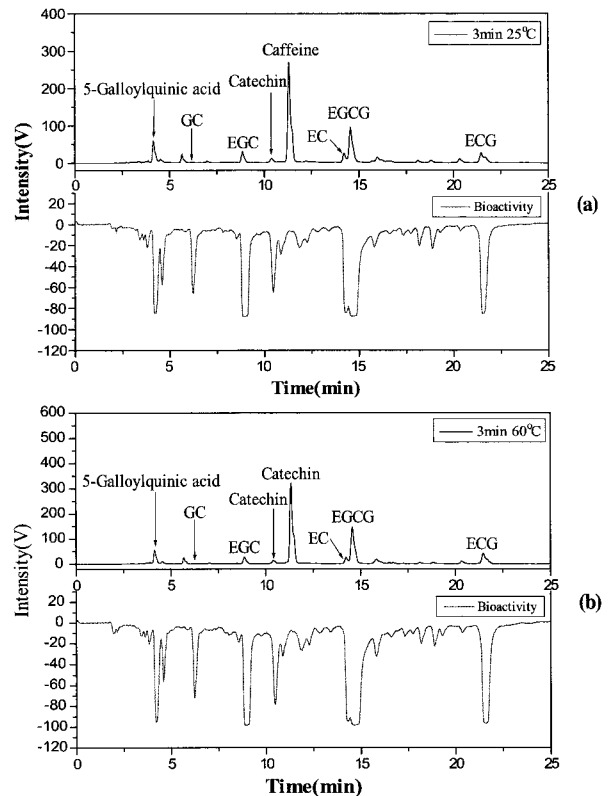 400
3min 25°C
Caffeine
300
5-Galloylquinic acid
Catechin
200
GC
EGCG
100
EGC
EC
ECG
0
0 5 10 15 20 25
20
Bioactivity
0
-20
-40
-60
-80
-100
-120
0 5 10 15 20 25
Intensity(V)
Time(min)
(a)
600
3min 60°C
500
400
Catechin
5-Galloylquinic acid
300
GC
Catechin
EGCG
200
EC
ECG
100
EGC
0
0 5 10 15 20 25
20
Bioactivity
0
-20
-40
-60
-80
-100
-120
0 5 10 15 20 25
Intensity(V)
Time(min)
(b)